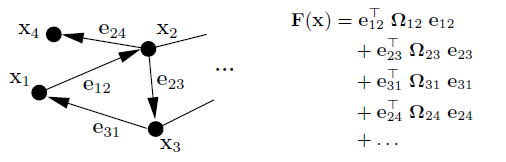 x₄
e₂₄
x₂
x₁
e₁₂
e₂₃
...
e₃₁
x₃
F(x) = e₁₂^⊤ Ω₁₂ e₁₂
+ e₂₃^⊤ Ω₂₃ e₂₃
+ e₃₁^⊤ Ω₃₁ e₃₁
+ e₂₄^⊤ Ω₂₄ e₂₄
+ ...